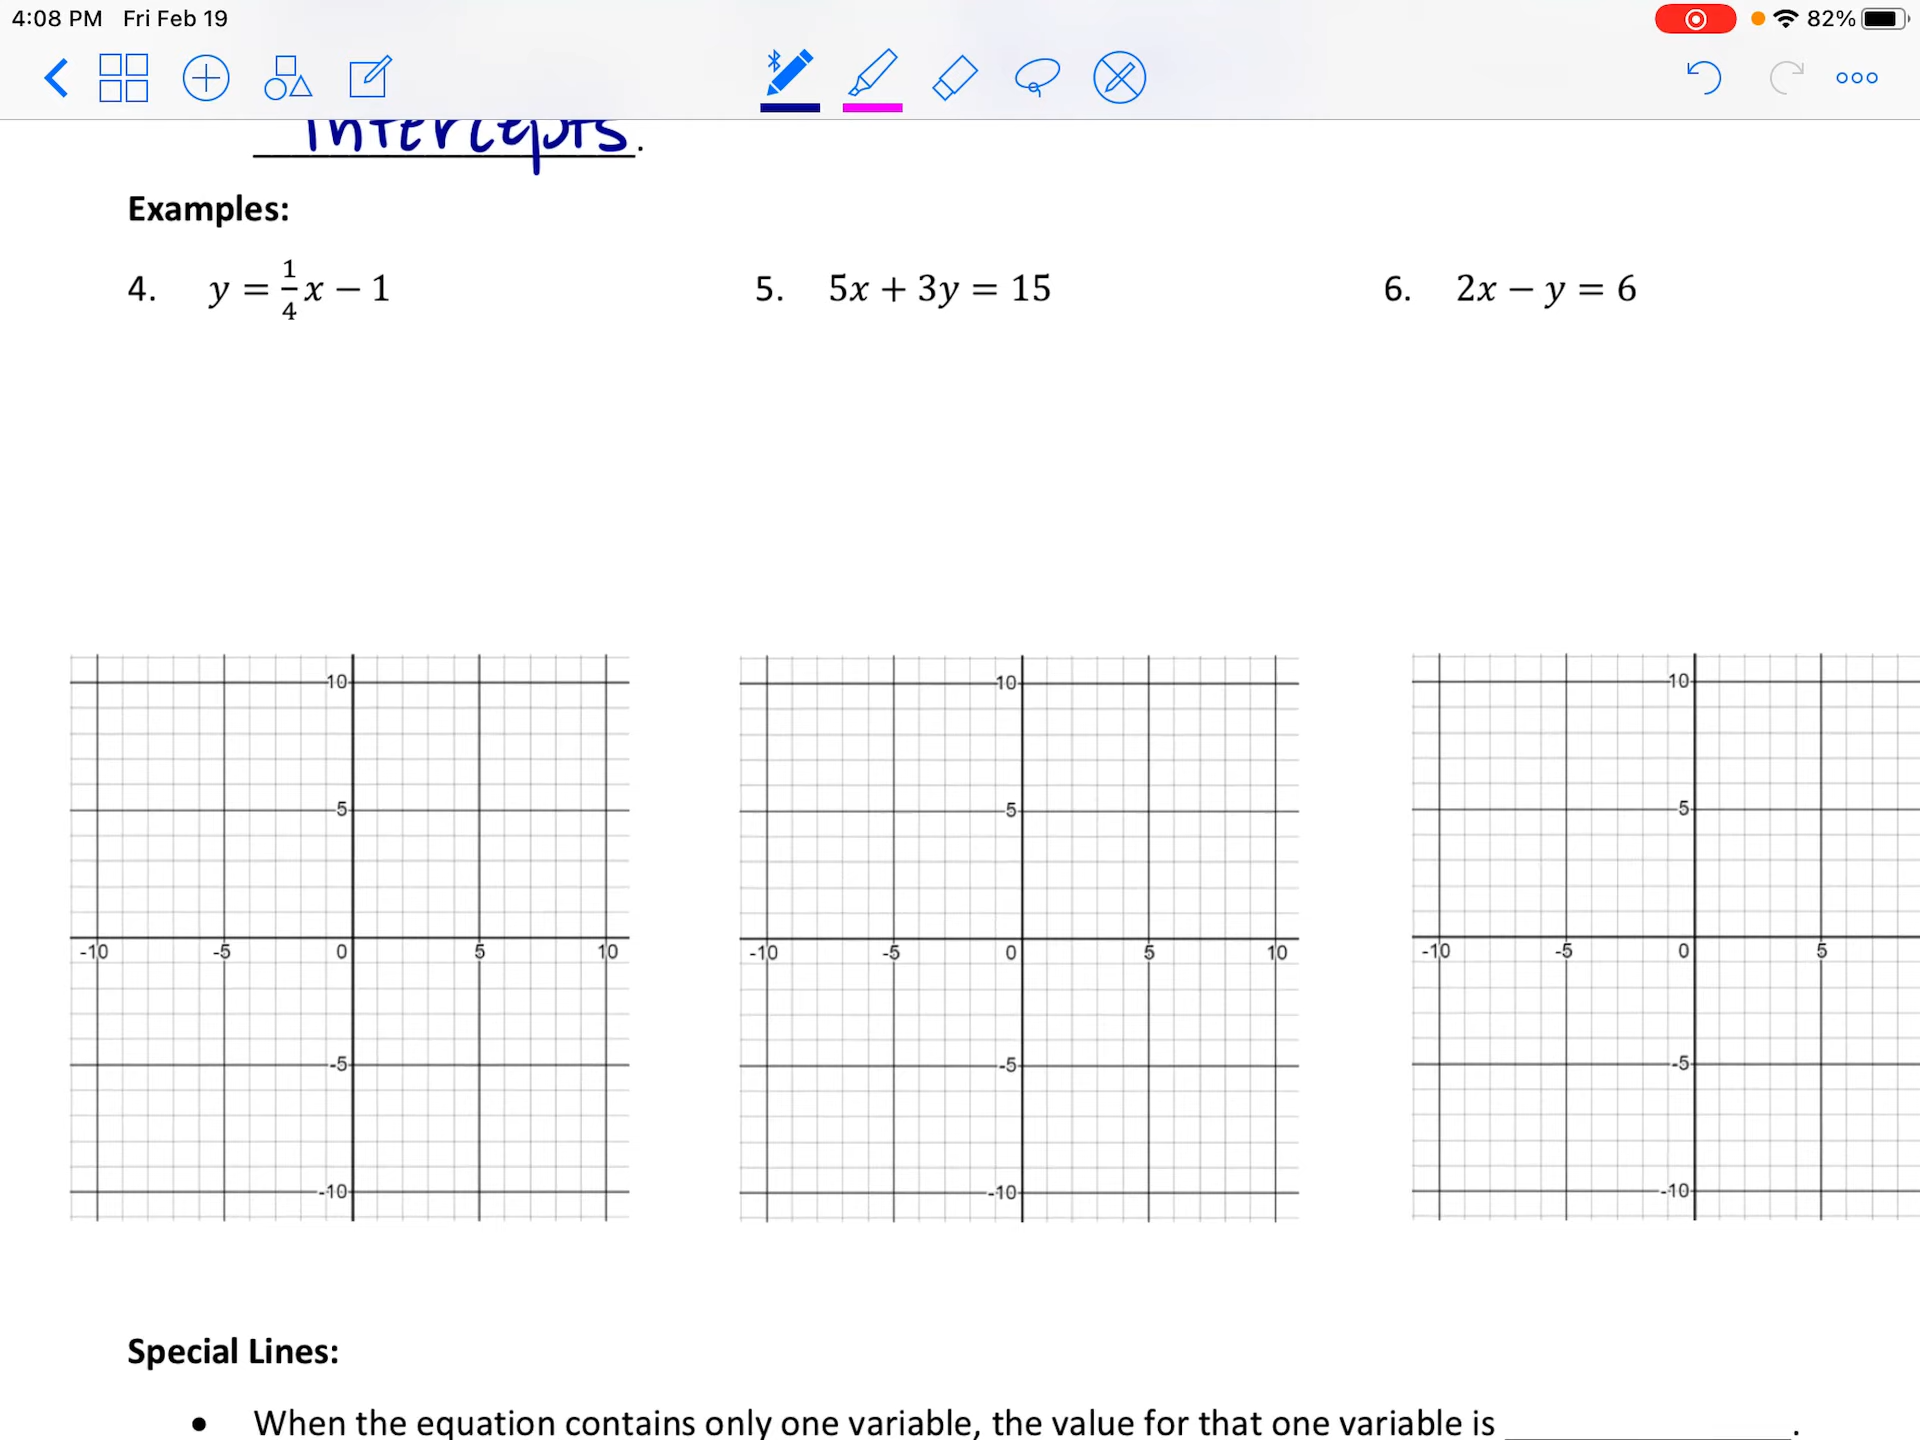 4:08 PM Fri Feb 19 82%
intercepts.
Examples:
4. y = 1/4 x − 1 5. 5x + 3y = 15 6. 2x − y = 6
10 10 10
5 5 5
-10 -5 0 5 10 -10 -5 0 5 10 -10 -5 0 5
-5 -5 -5
-10 -10 -10
Special Lines:
• When the equation contains only one variable, the value for that one variable is ________________.